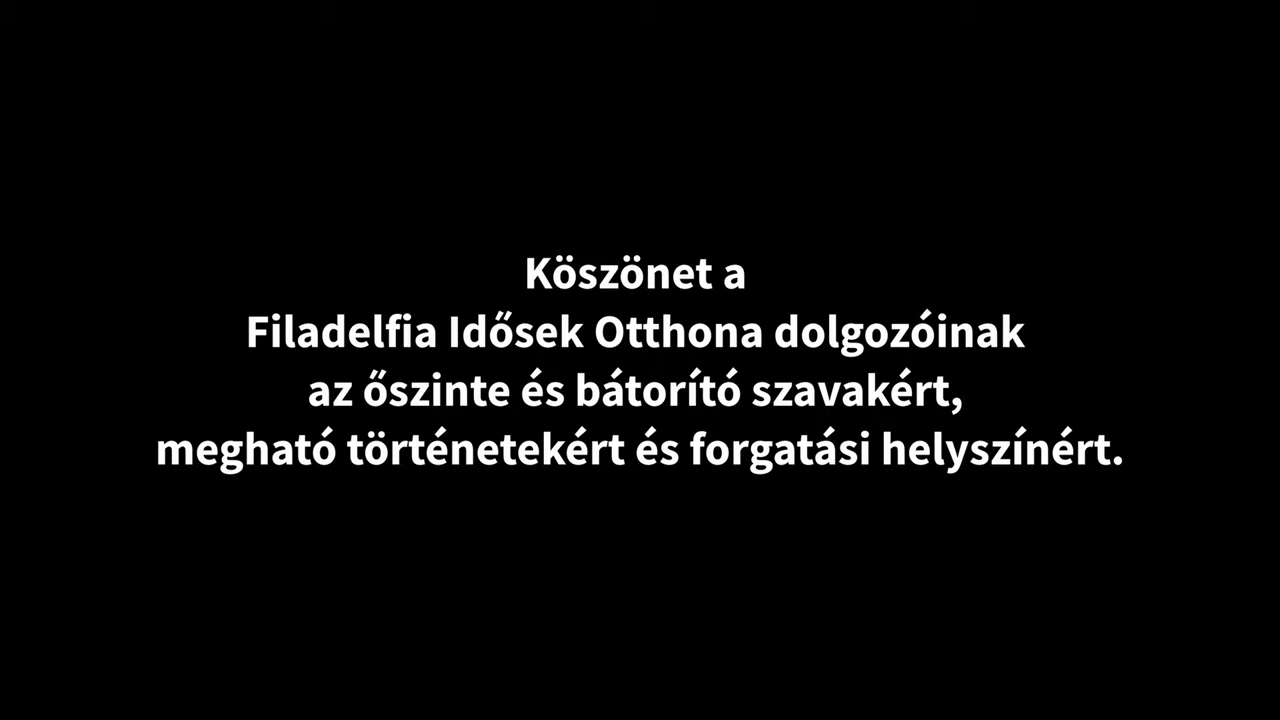 Köszönet a
Filadelfia Idősek Otthona dolgozóinak
az őszinte és bátorító szavakért,
megható történetekért és forgatási helyszínért.